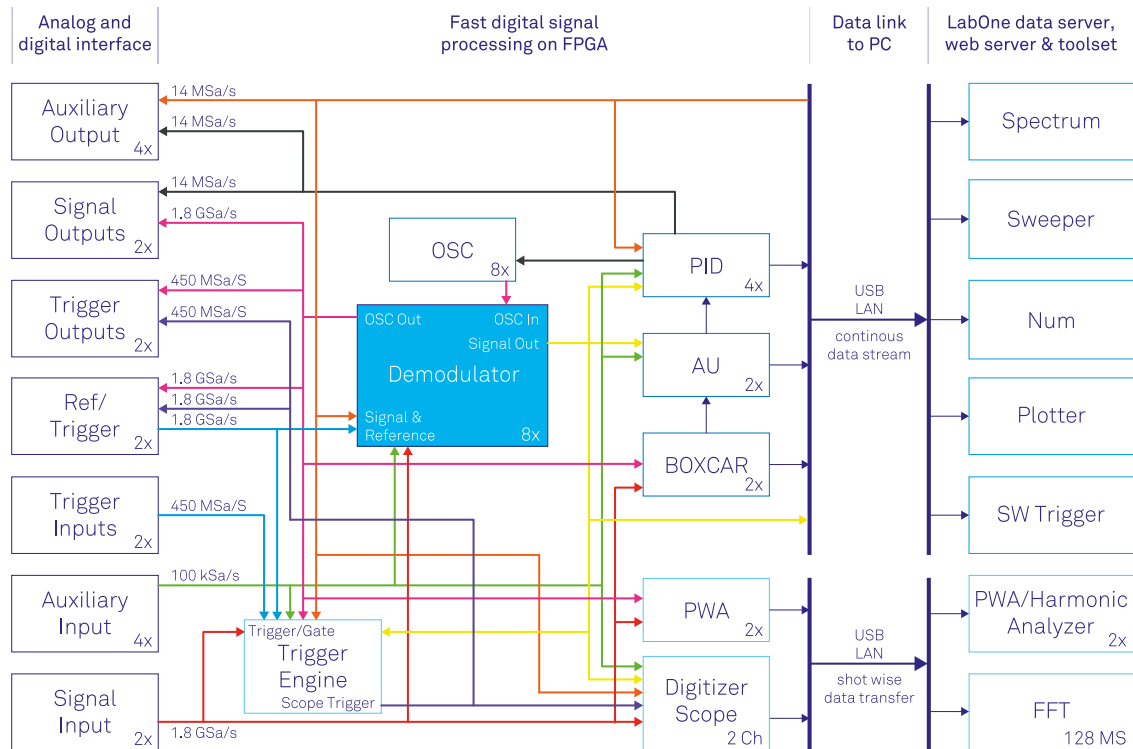 Analog and
digital interface
Fast digital signal
processing on FPGA
Data link
to PC
LabOne data server,
web server & toolset
Auxiliary
Output
4x
14 MSa/s
14 MSa/s
Signal
Outputs
2x
14 MSa/s
1.8 GSa/s
Trigger
Outputs
2x
450 MSa/S
450 MSa/S
Ref/
Trigger
2x
1.8 GSa/s
1.8 GSa/s
1.8 GSa/s
Trigger
Inputs
2x
450 MSa/S
Auxiliary
Input
4x
100 kSa/s
Signal
Input
2x
1.8 GSa/s
OSC
8x
OSC Out
OSC In
Signal Out
Demodulator
Signal &
Reference
8x
Trigger/Gate
Trigger
Engine
Scope Trigger
PID
4x
AU
2x
BOXCAR
2x
PWA
2x
Digitizer
Scope
2 Ch
USB
LAN
continous
data stream
USB
LAN
shot wise
data transfer
Spectrum
Sweeper
Num
Plotter
SW Trigger
PWA/Harmonic
Analyzer
2x
FFT
128 MS